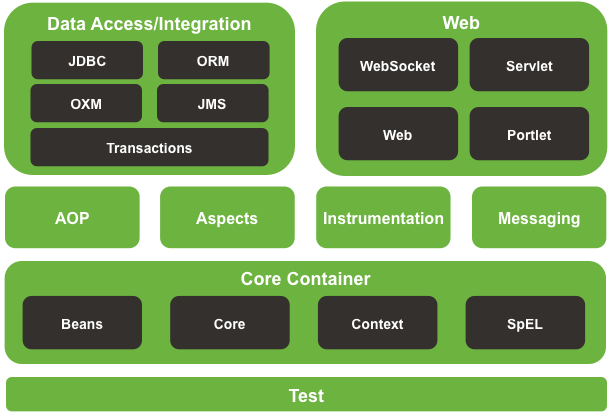 Data Access/Integration
JDBC
ORM
OXM
JMS
Transactions
Web
WebSocket
Servlet
Web
Portlet
AOP
Aspects
Instrumentation
Messaging
Core Container
Beans
Core
Context
SpEL
Test